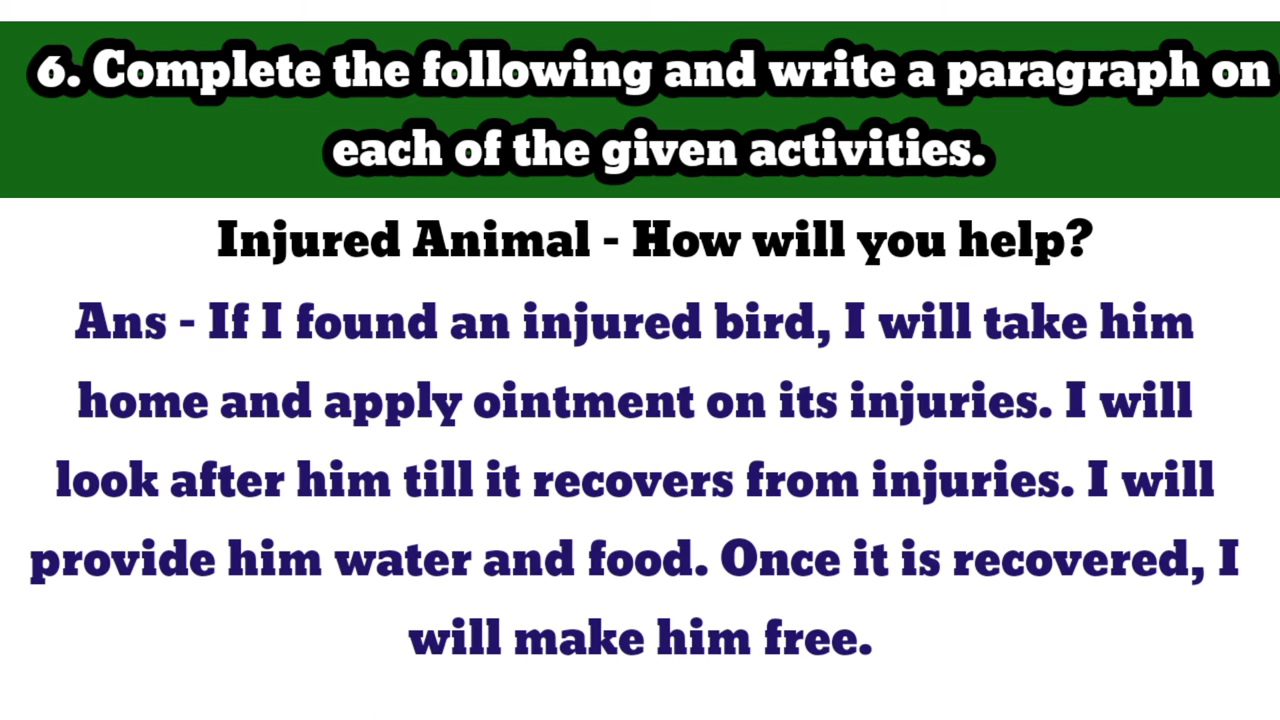 6. Complete the following and write a paragraph on
each of the given activities.
Injured Animal - How will you help?
Ans - If I found an injured bird, I will take him
home and apply ointment on its injuries. I will
look after him till it recovers from injuries. I will
provide him water and food. Once it is recovered, I
will make him free.